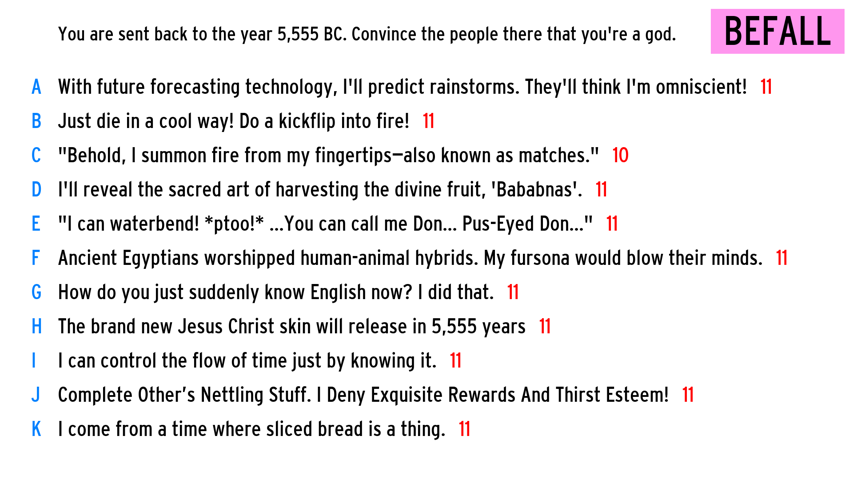 You are sent back to the year 5,555 BC. Convince the people there that you're a god.
BEFALL
A With future forecasting technology, I'll predict rainstorms. They'll think I'm omniscient! 11
B Just die in a cool way! Do a kickflip into fire! 11
C "Behold, I summon fire from my fingertips—also known as matches." 10
D I'll reveal the sacred art of harvesting the divine fruit, 'Bababnas'. 11
E "I can waterbend! *ptoo!* ...You can call me Don... Pus-Eyed Don..." 11
F Ancient Egyptians worshipped human-animal hybrids. My fursona would blow their minds. 11
G How do you just suddenly know English now? I did that. 11
H The brand new Jesus Christ skin will release in 5,555 years 11
I I can control the flow of time just by knowing it. 11
J Complete Other’s Nettling Stuff. I Deny Exquisite Rewards And Thirst Esteem! 11
K I come from a time where sliced bread is a thing. 11